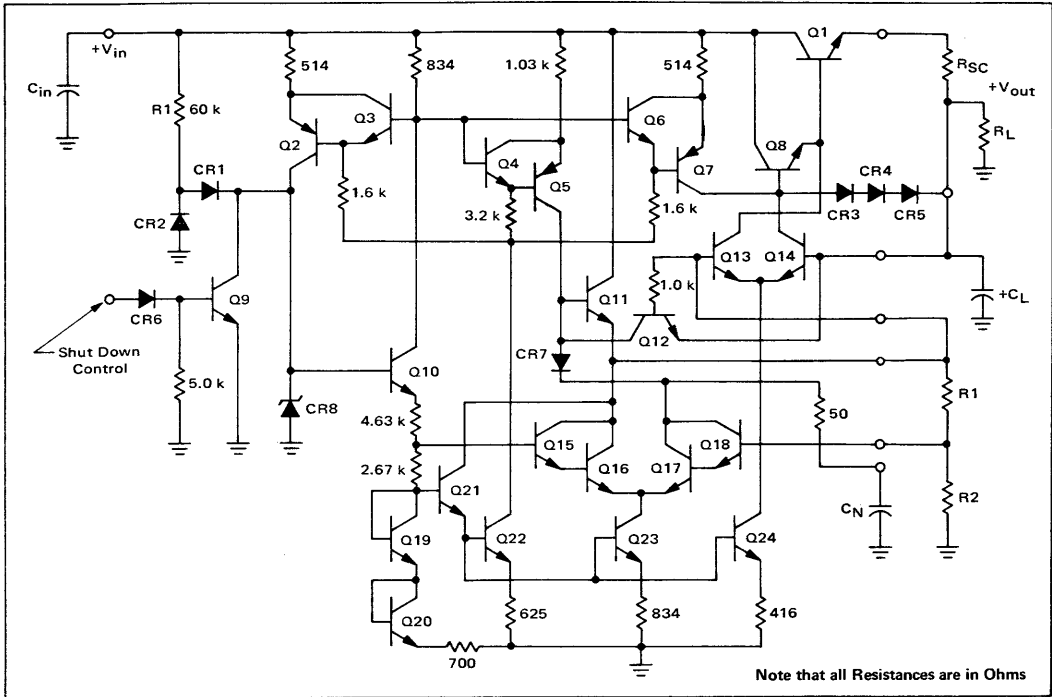 Q1
+Vin
Cin
514
834
1.03 k
514
RSC
+Vout
RL
R1
60 k
Q3
Q2
Q6
Q8
Q4
Q7
CR4
CR1
Q5
CR2
1.6 k
3.2 k
1.6 k
CR3
CR5
Q13
Q14
1.0 k
Q9
Q11
+CL
CR6
Q12
Shut Down
Control
CR7
Q10
5.0 k
CR8
R1
50
4.63 k
Q15
Q18
2.67 k
Q16
Q17
Q21
R2
CN
Q19
Q22
Q23
Q24
Q20
625
834
416
700
Note that all Resistances are in Ohms